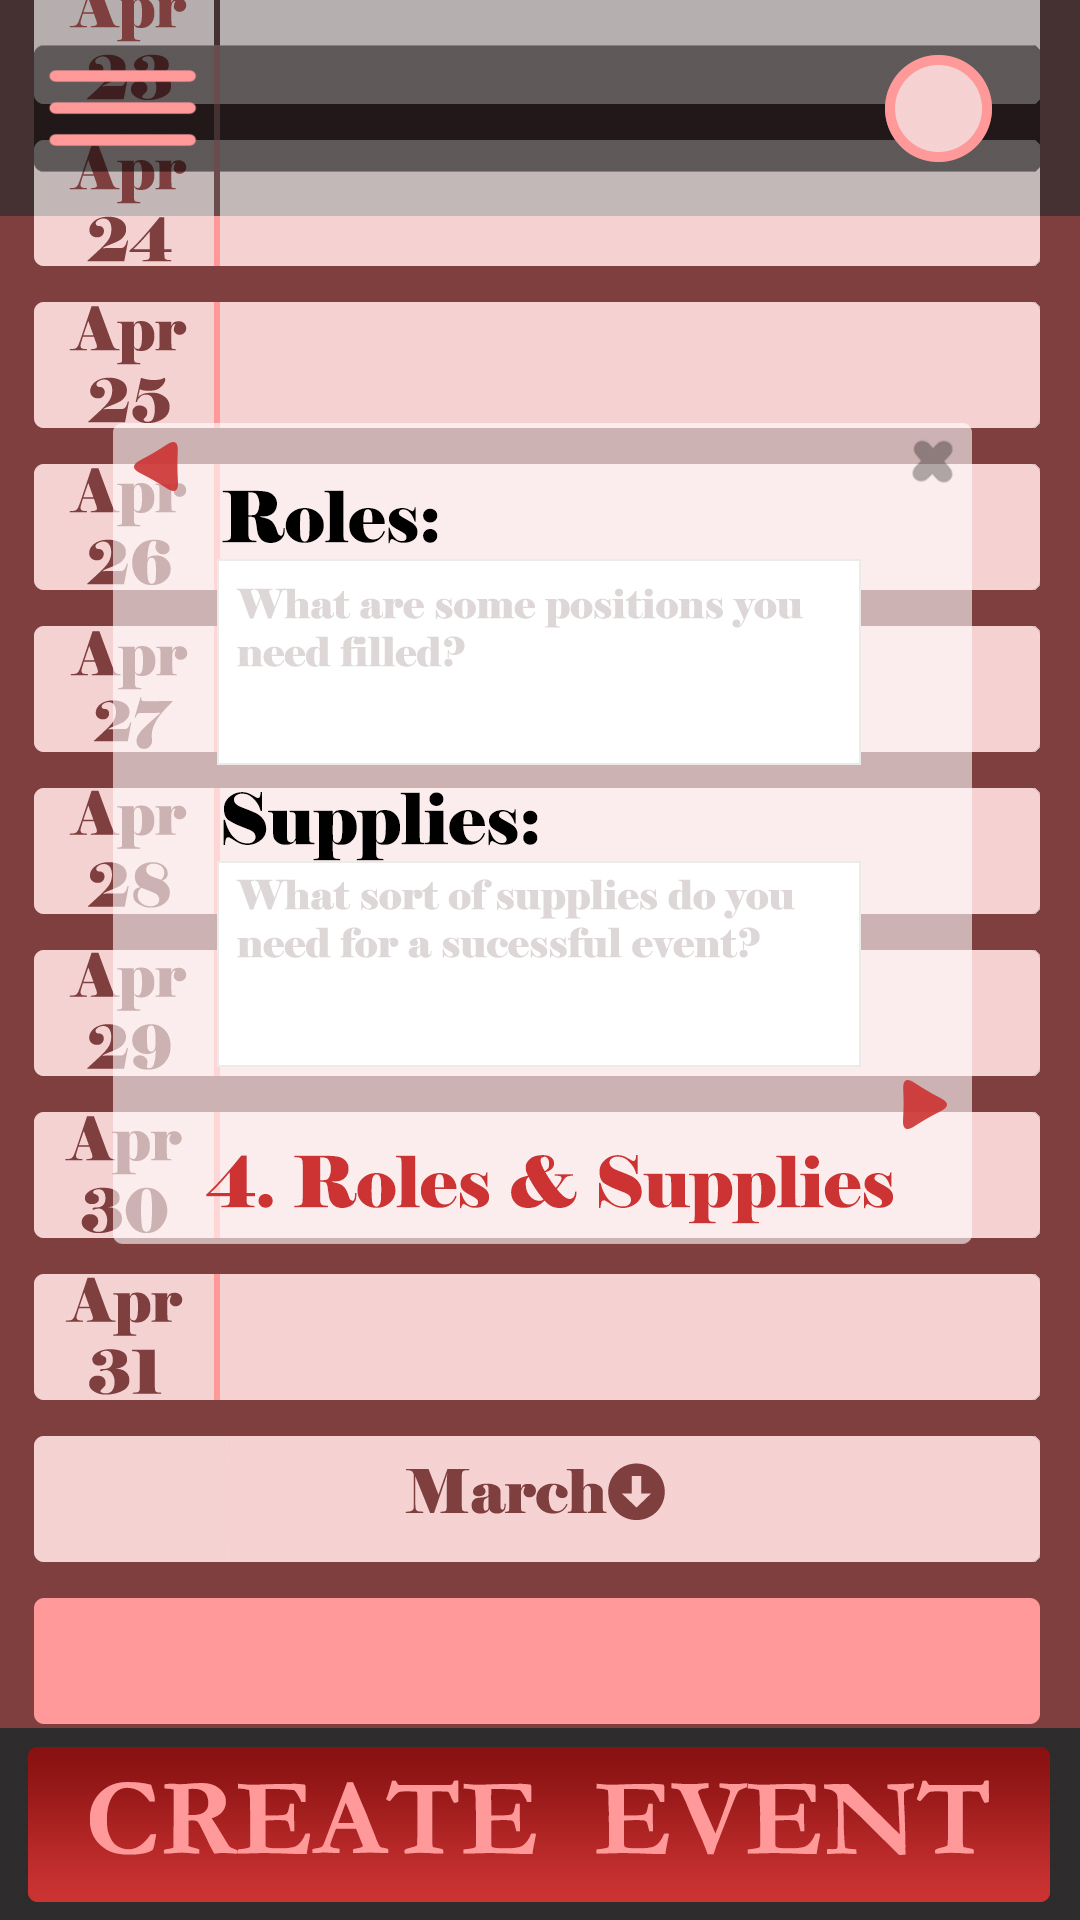 Apr
23
Apr
24
Apr
25
Apr
26
Roles:
What are some positions you
need filled?
Apr
27
Apr
28
Supplies:
What sort of supplies do you
need for a sucessful event?
Apr
29
Apr
30
4. Roles & Supplies
Apr
31
March
CREATE EVENT